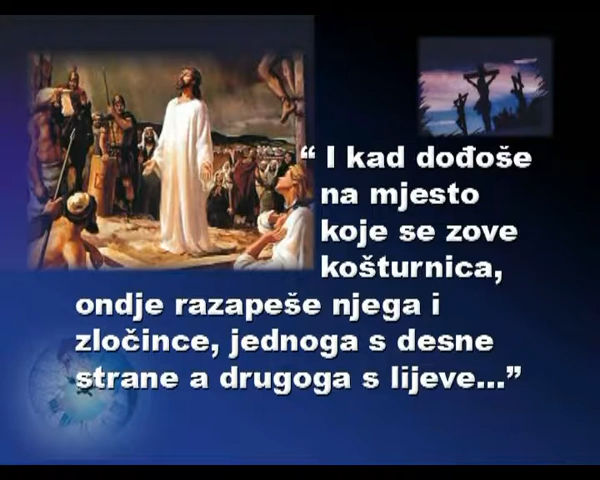 “ I kad dođoše
na mjesto
koje se zove
košturnica,
ondje razapeše njega i
zločince, jednoga s desne
strane a drugoga s lijeve...”